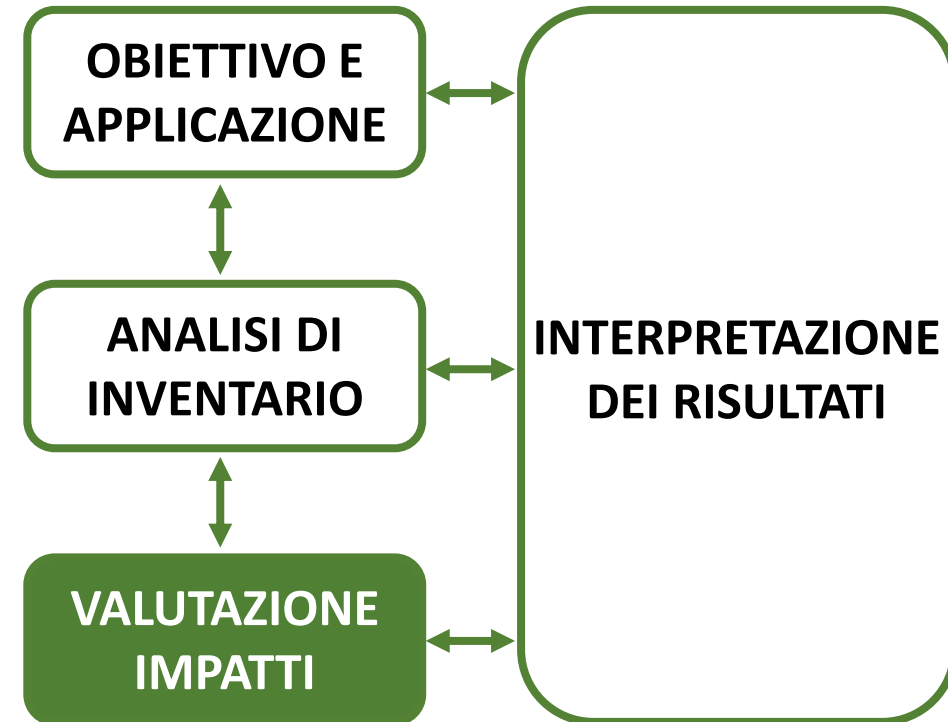 OBIETTIVO E
APPLICAZIONE
ANALISI DI
INVENTARIO
VALUTAZIONE
IMPATTI
INTERPRETAZIONE
DEI RISULTATI